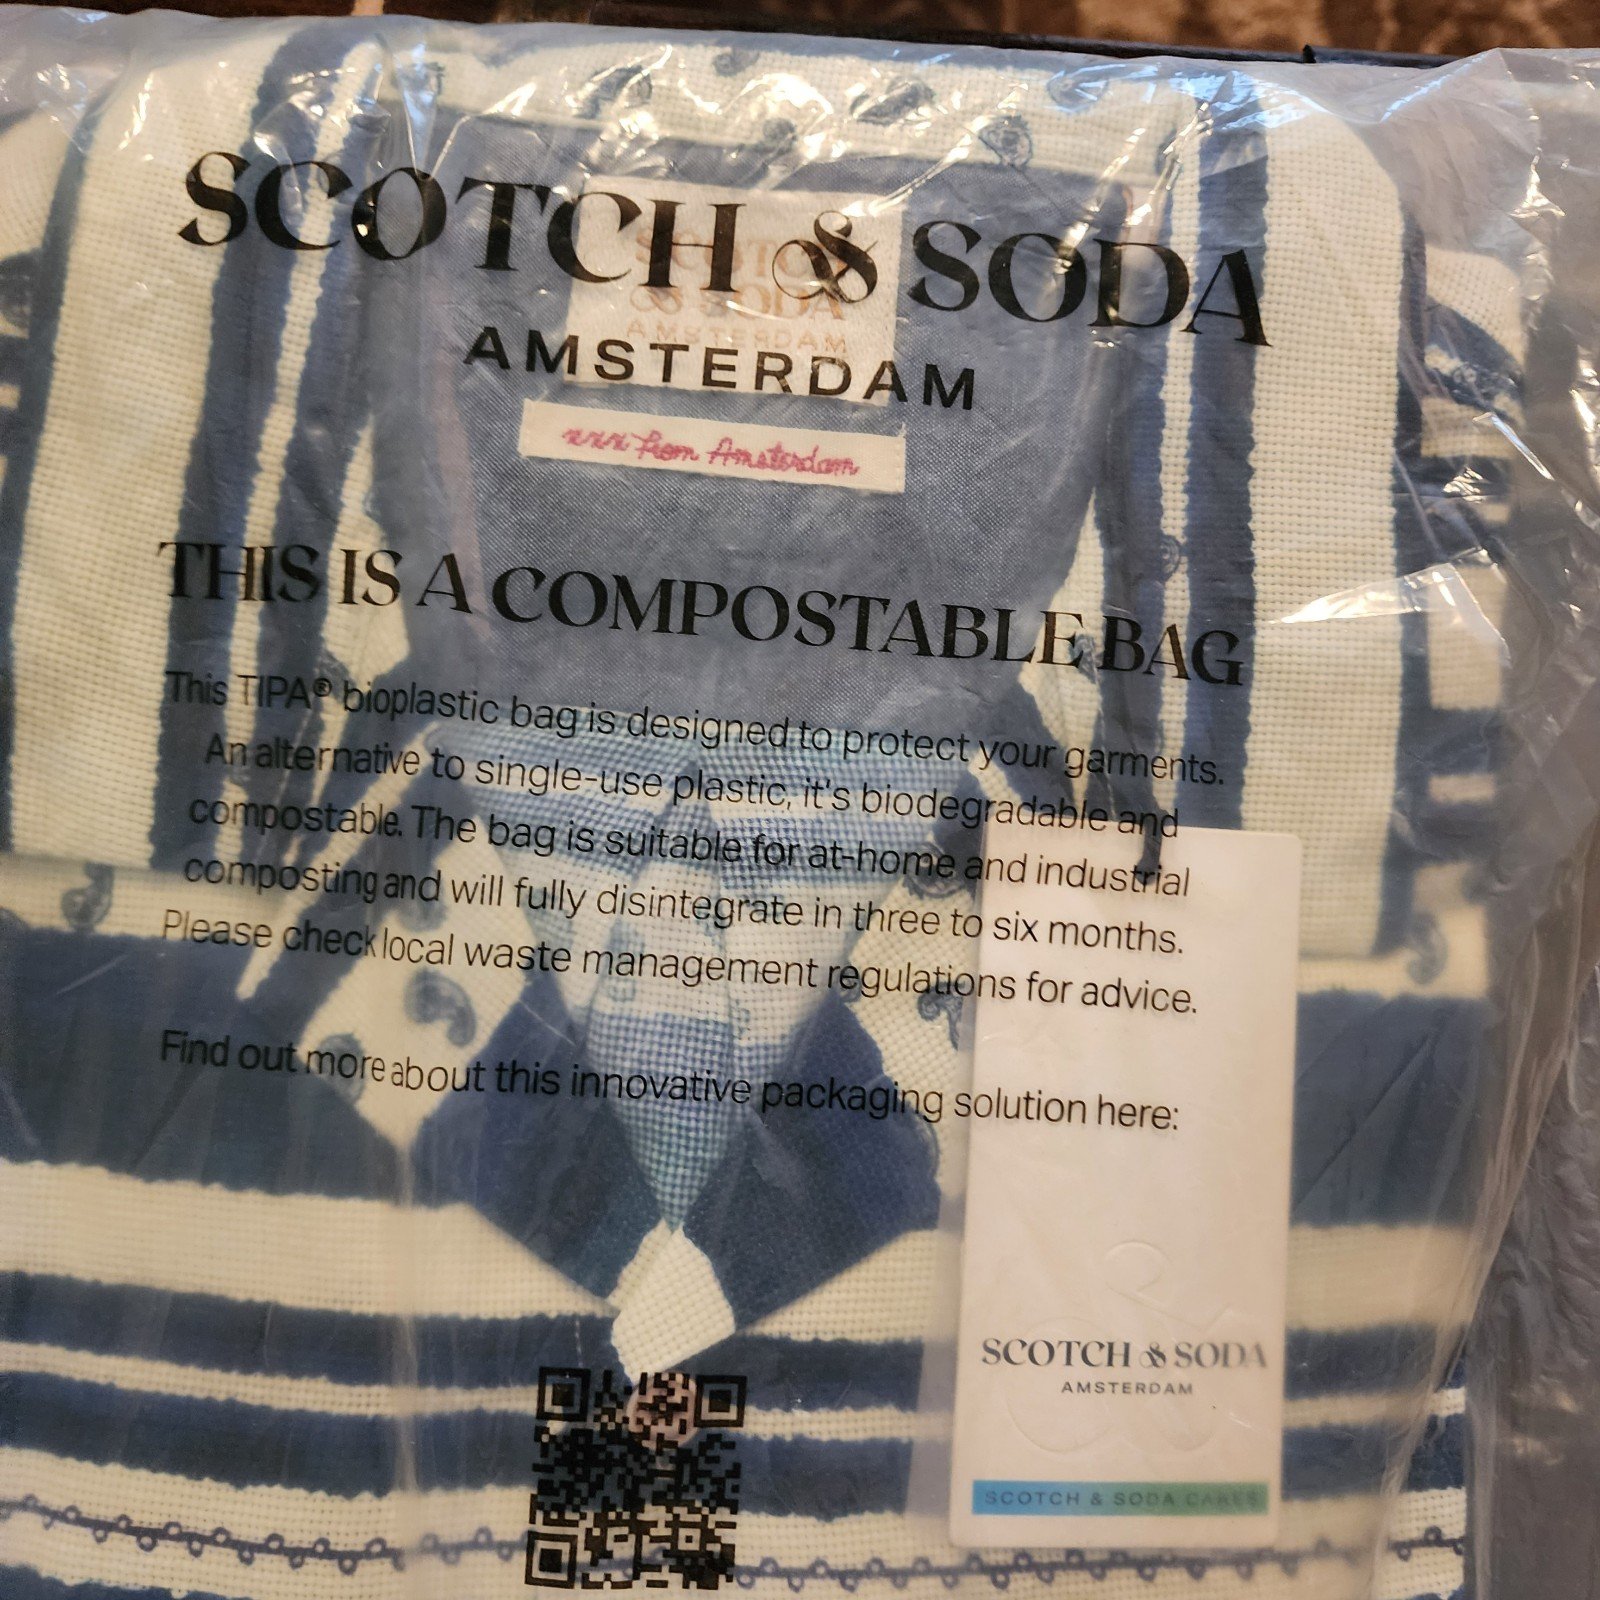 SCOTCH & SODA
AMSTERDAM
SCOTCH
& SODA
AMSTERDAM
xxx from Amsterdam
THIS IS A COMPOSTABLE BAG
This TIPA® bioplastic bag is designed to protect your garments.
An alternative to single-use plastic, it's biodegradable and
compostable. The bag is suitable for at-home and industrial
composting and will fully disintegrate in three to six months.
Please check local waste management regulations for advice.
Find out more about this innovative packaging solution here:
SCOTCH & SODA
AMSTERDAM
SCOTCH & SODA CARES